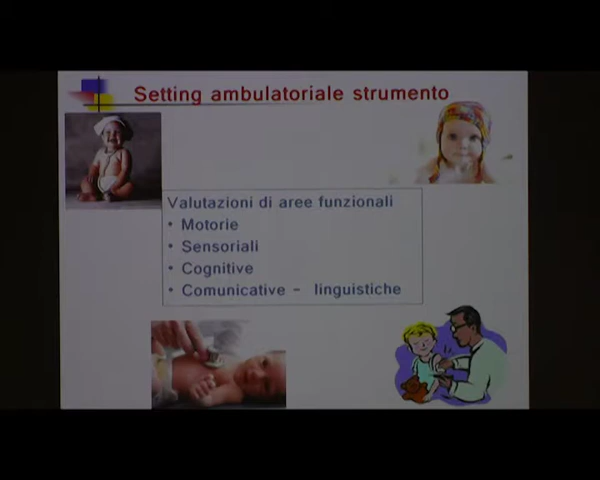 Setting ambulatoriale strumento
Valutazioni di aree funzionali
• Motorie
• Sensoriali
• Cognitive
• Comunicative - linguistiche